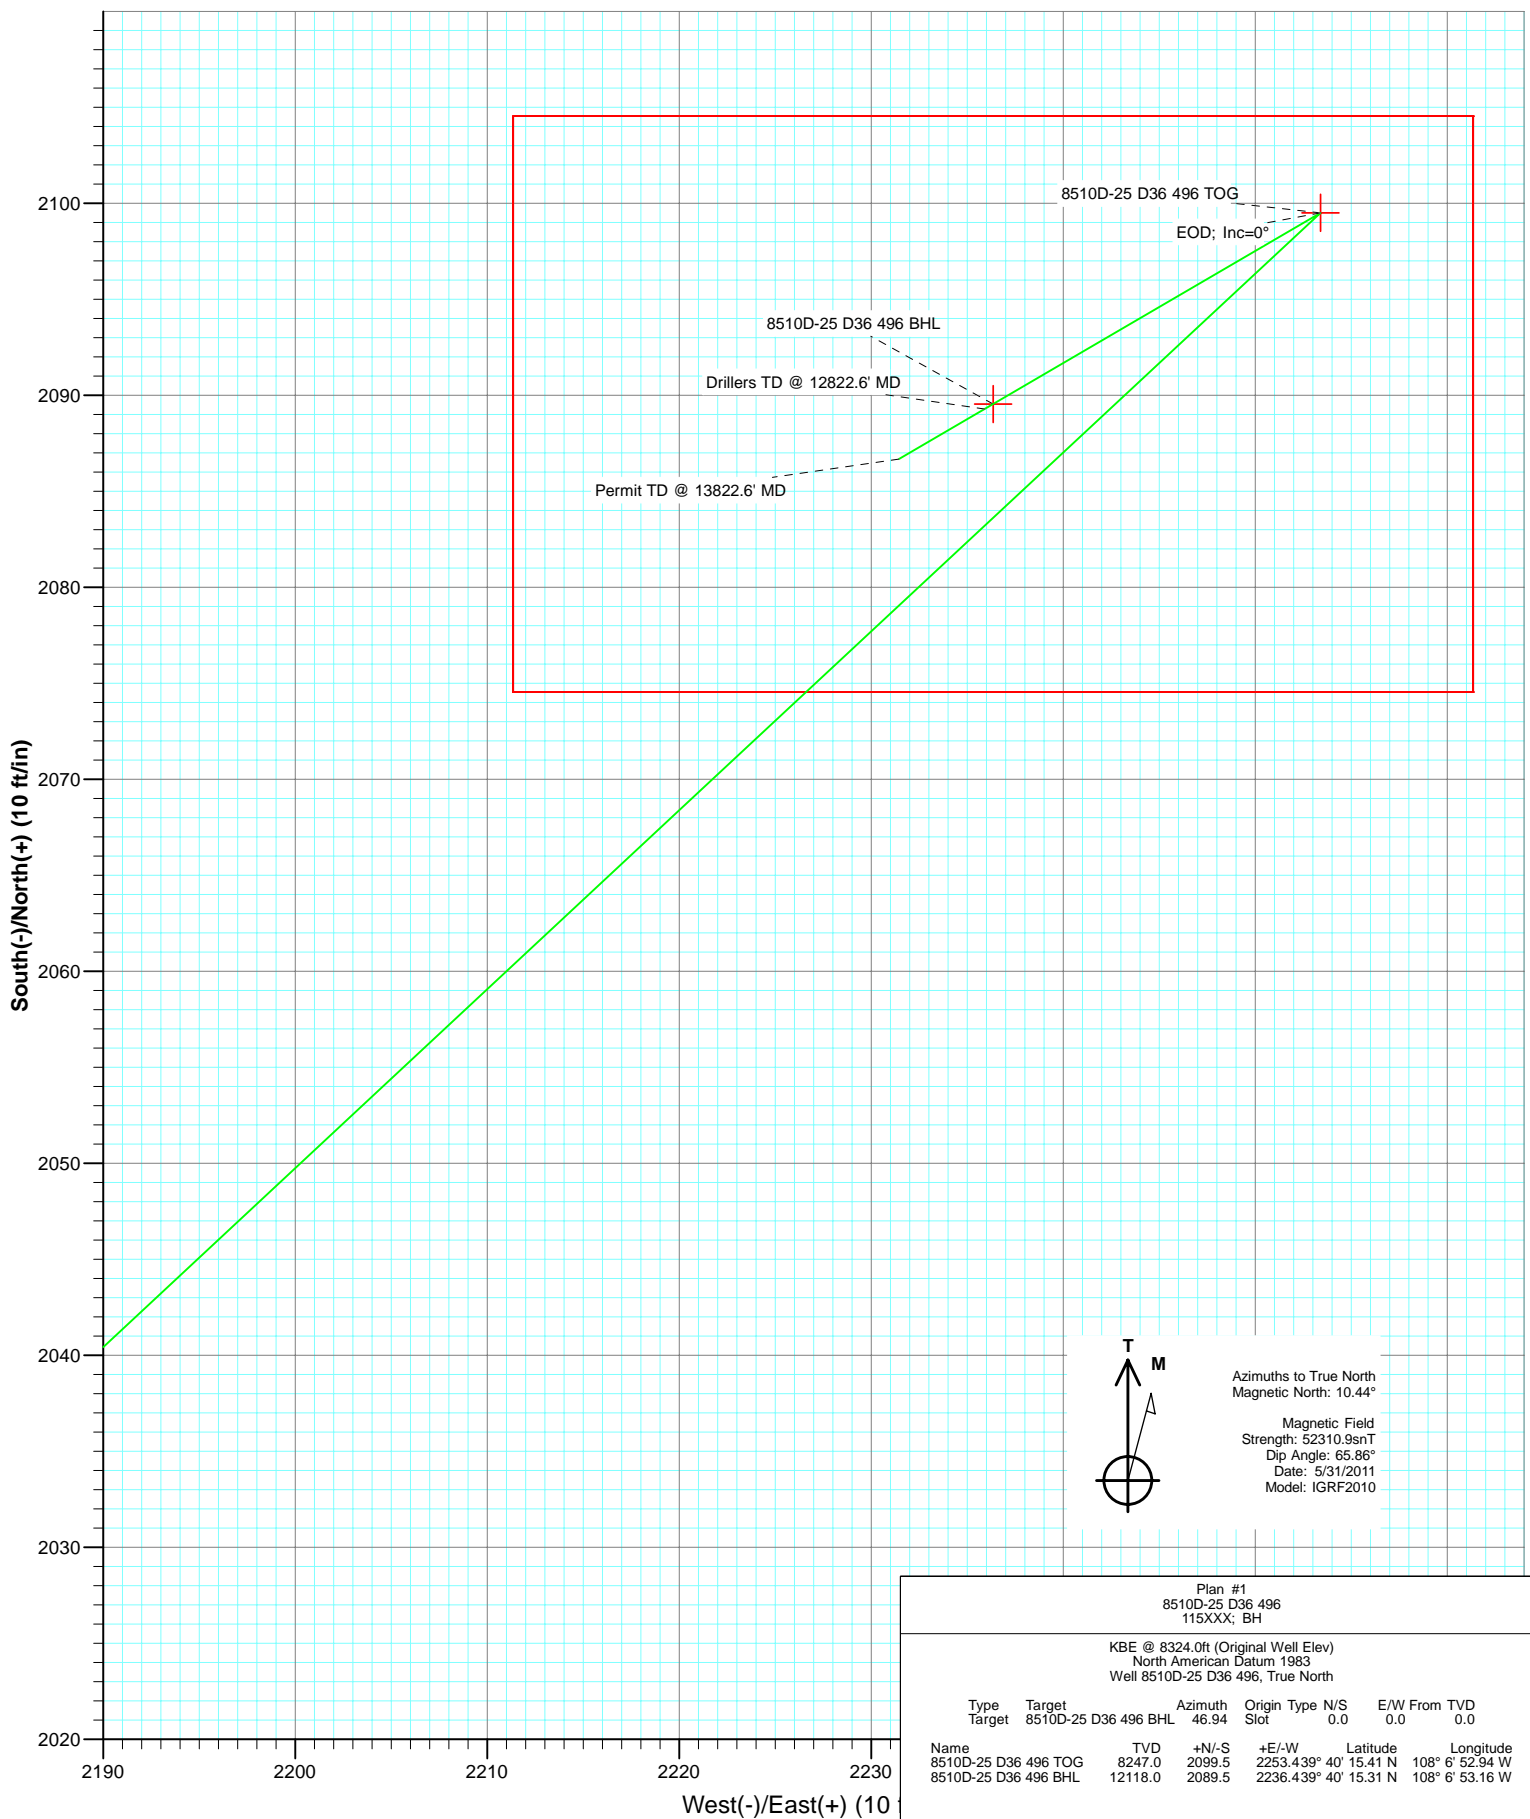 2100
2090
2080
2070
2060
2050
2040
2030
2020
South(-)/North(+) (10 ft/in)
8510D-25 D36 496 TOG
EOD; Inc=0°
8510D-25 D36 496 BHL
Drillers TD @ 12822.6' MD
Permit TD @ 13822.6' MD
T
M
Azimuths to True North
Magnetic North: 10.44°
Magnetic Field
Strength: 52310.9snT
Dip Angle: 65.86°
Date: 5/31/2011
Model: IGRF2010
Plan #1
8510D-25 D36 496
115XXX; BH
KBE @ 8324.0ft (Original Well Elev)
North American Datum 1983
Well 8510D-25 D36 496, True North
Type Target Azimuth Origin Type N/S E/W From TVD
Target 8510D-25 D36 496 BHL 46.94 Slot 0.0 0.0 0.0
Name TVD +N/-S +E/-W Latitude Longitude
8510D-25 D36 496 TOG 8247.0 2099.5 2253.439° 40' 15.41 N 108° 6' 52.94 W
8510D-25 D36 496 BHL 12118.0 2089.5 2236.439° 40' 15.31 N 108° 6' 53.16 W
2190 2200 2210 2220 2230
West(-)/East(+) (10